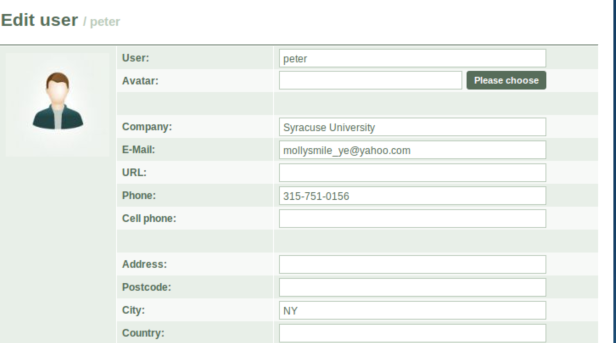 Edit user / peter
User: peter
Avatar: Please choose
Company: Syracuse University
E-Mail: mollysmile_ye@yahoo.com
URL:
Phone: 315-751-0156
Cell phone:
Address:
Postcode:
City: NY
Country: